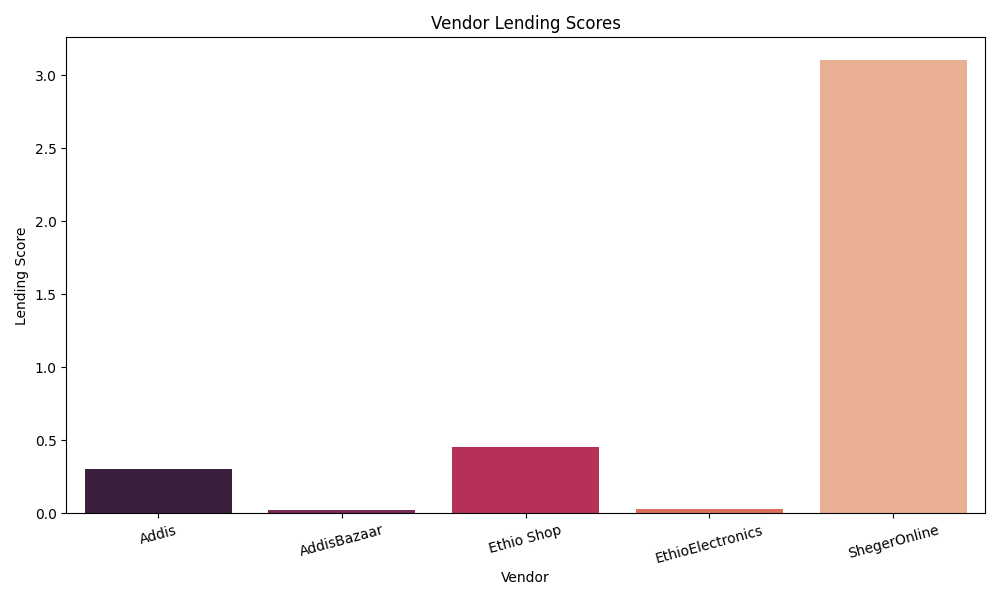 Vendor Lending Scores
Lending Score
3.0
2.5
2.0
1.5
1.0
0.5
0.0
Addis
AddisBazaar
Ethio Shop
EthioElectronics
ShegerOnline
Vendor